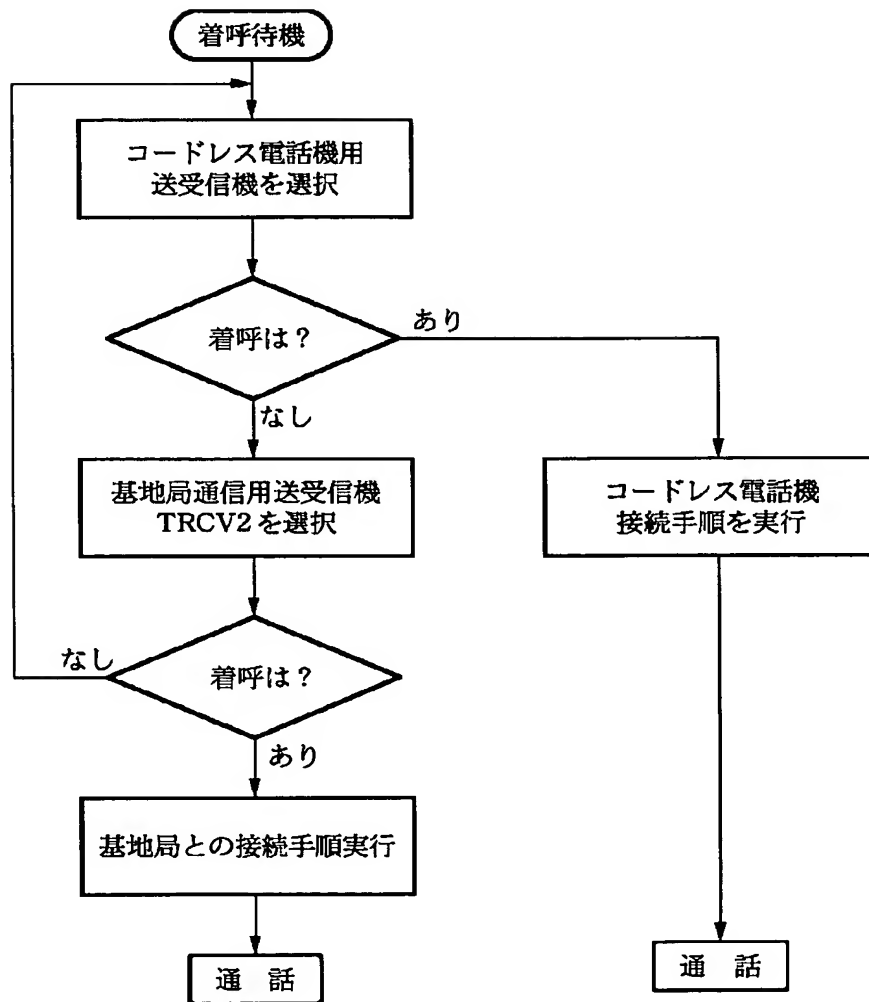 着呼待機
コードレス電話機用
送受信機を選択
着呼は?
あり
なし
基地局通信用送受信機
TRCV2を選択
コードレス電話機
接続手順を実行
なし
着呼は?
あり
基地局との接続手順実行
通 話
通 話